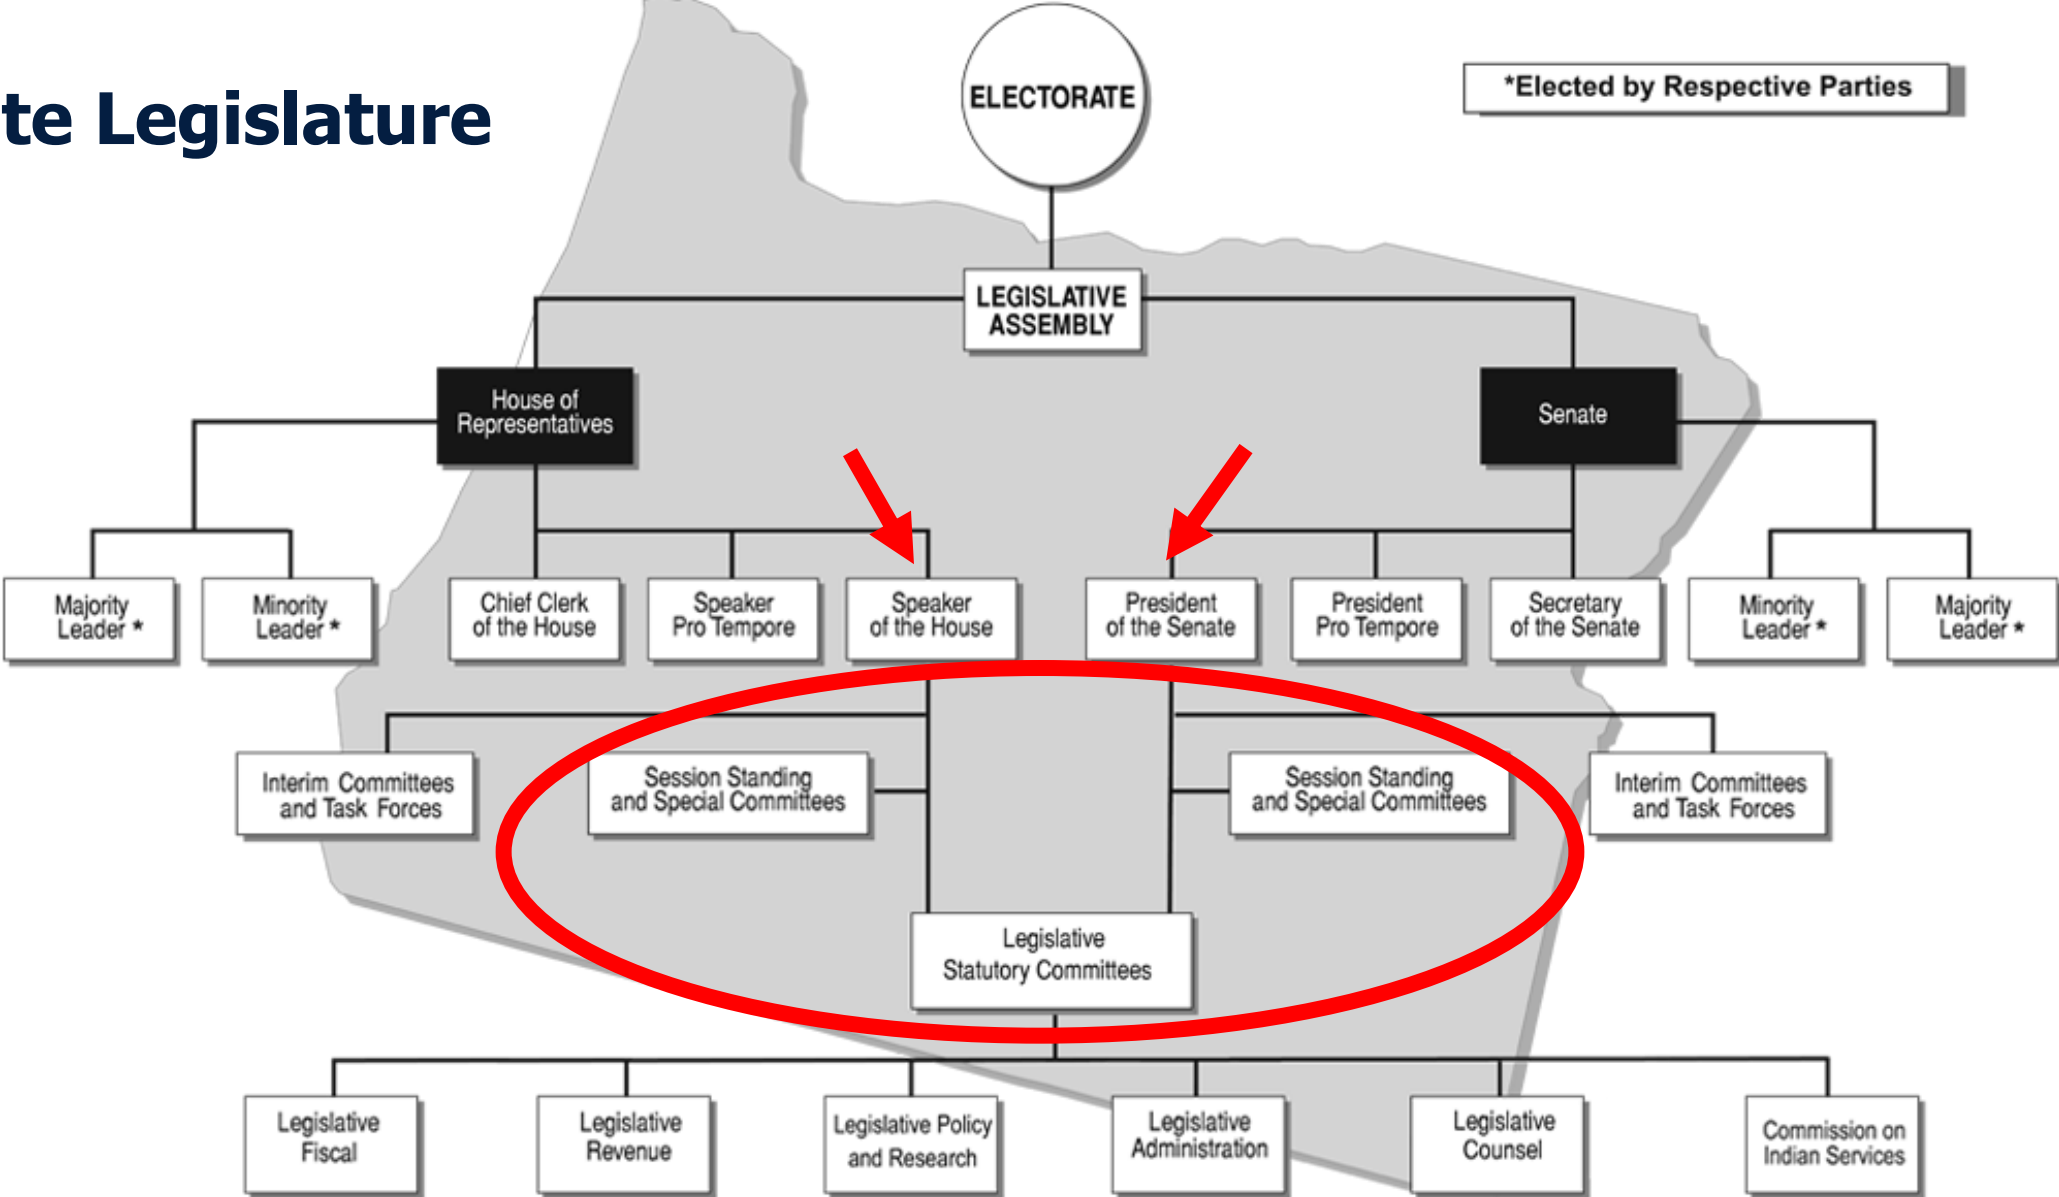 ELECTORATE
*Elected by Respective Parties
te Legislature
LEGISLATIVE
ASSEMBLY
House of
Representatives
Senate
Majority
Leader *
Minority
Leader *
Chief Clerk
of the House
Speaker
Pro Tempore
Speaker
of the House
President
of the Senate
President
Pro Tempore
Secretary
of the Senate
Minority
Leader *
Majority
Leader *
Interim Committees
and Task Forces
Session Standing
and Special Committees
Session Standing
and Special Committees
Interim Committees
and Task Forces
Legislative
Statutory Committees
Legislative
Fiscal
Legislative
Revenue
Legislative Policy
and Research
Legislative
Administration
Legislative
Counsel
Commission on
Indian Services